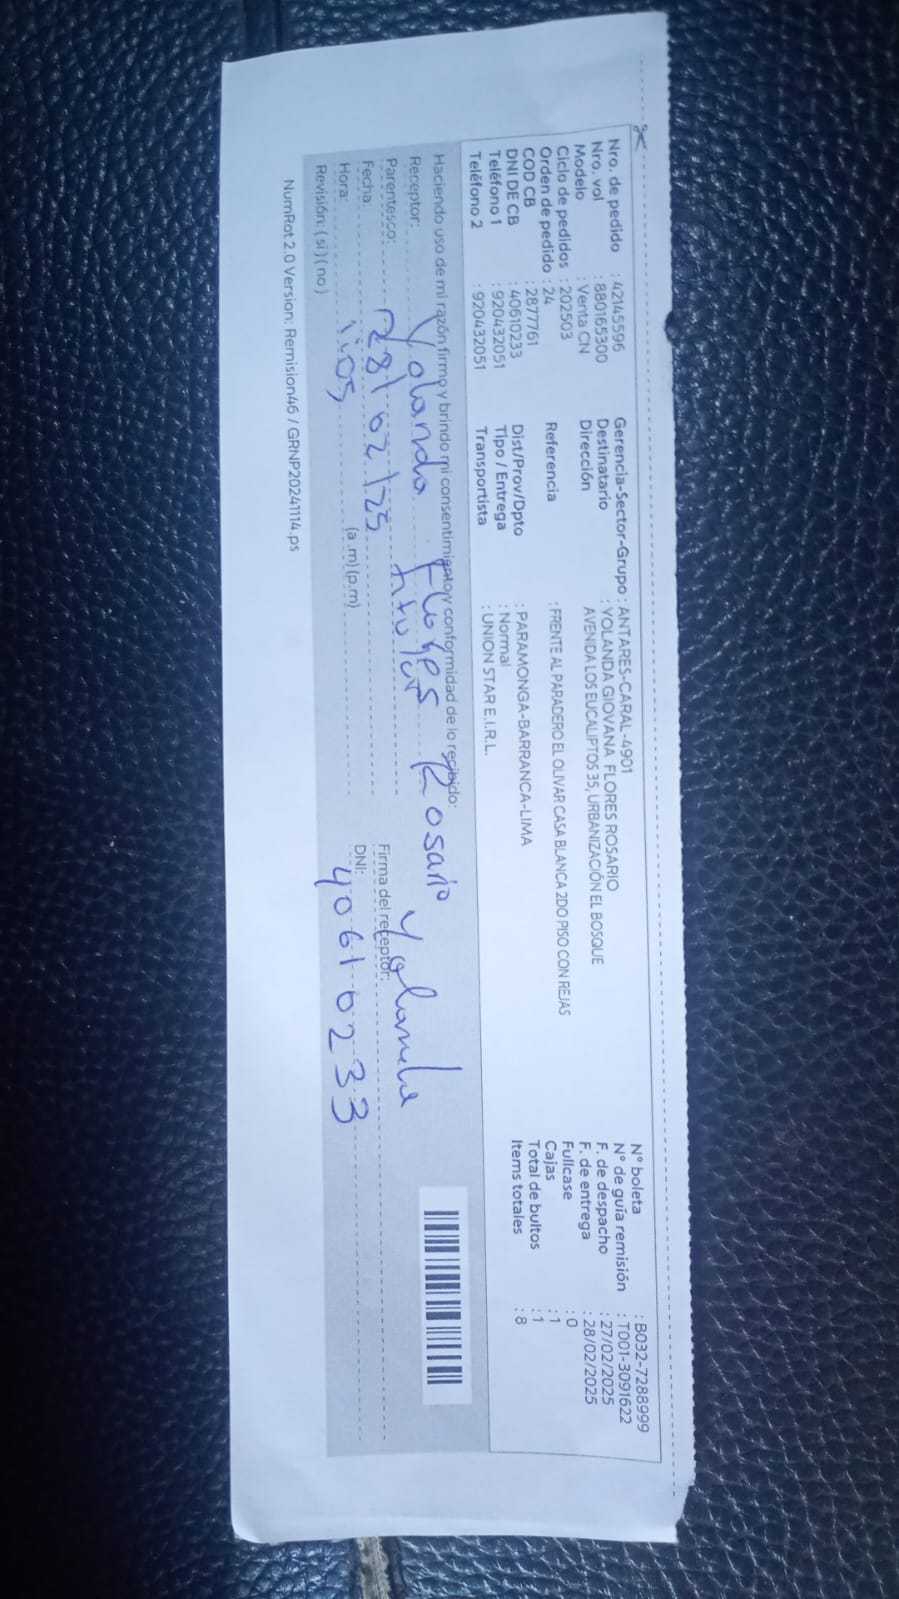 Nro. de pedido : 42145596
Nro. vol : 880165300
Modelo : Venta CN
Ciclo de pedidos : 202503
Orden de pedido : 24
COD CB : 2877761
DNI DE CB : 40610233
Teléfono 1 : 920432051
Teléfono 2 : 920432051
Gerencia-Sector-Grupo : ANTARES-CARAL-4901
Destinatario : YOLANDA GIOVANA FLORES ROSARIO
Dirección AVENIDA LOS EUCALIPTOS 35, URBANIZACIÓN EL BOSQUE
Referencia : FRENTE AL PARADERO EL OLIVAR CASA BLANCA 2DO PISO CON REJAS
Dist/Prov/Dpto : PARAMONGA-BARRANCA-LIMA
Tipo / Entrega : Normal
Transportista : UNION STAR E.I.R.L.
N° boleta : B032-7288999
N° de guía remisión : T001-3091622
F. de despacho : 27/02/2025
F. de entrega : 28/02/2025
Fullcase : 0
Cajas : 1
Total de bultos : 1
Items totales : 8
Haciendo uso de mi razón firmo y brindo mi consentimiento y conformidad de lo recibido:
Receptor: Yolanda Flores Rosario
Parentesco: titular
Fecha: 28/02/25
Hora: 11:05 (a.m) (p.m)
Revisión: ( si ) ( no )
Yolanda
Firma del receptor:
DNI: 40610233
NumRot 2.0 Version: Remision46 / GRNP20241114.ps